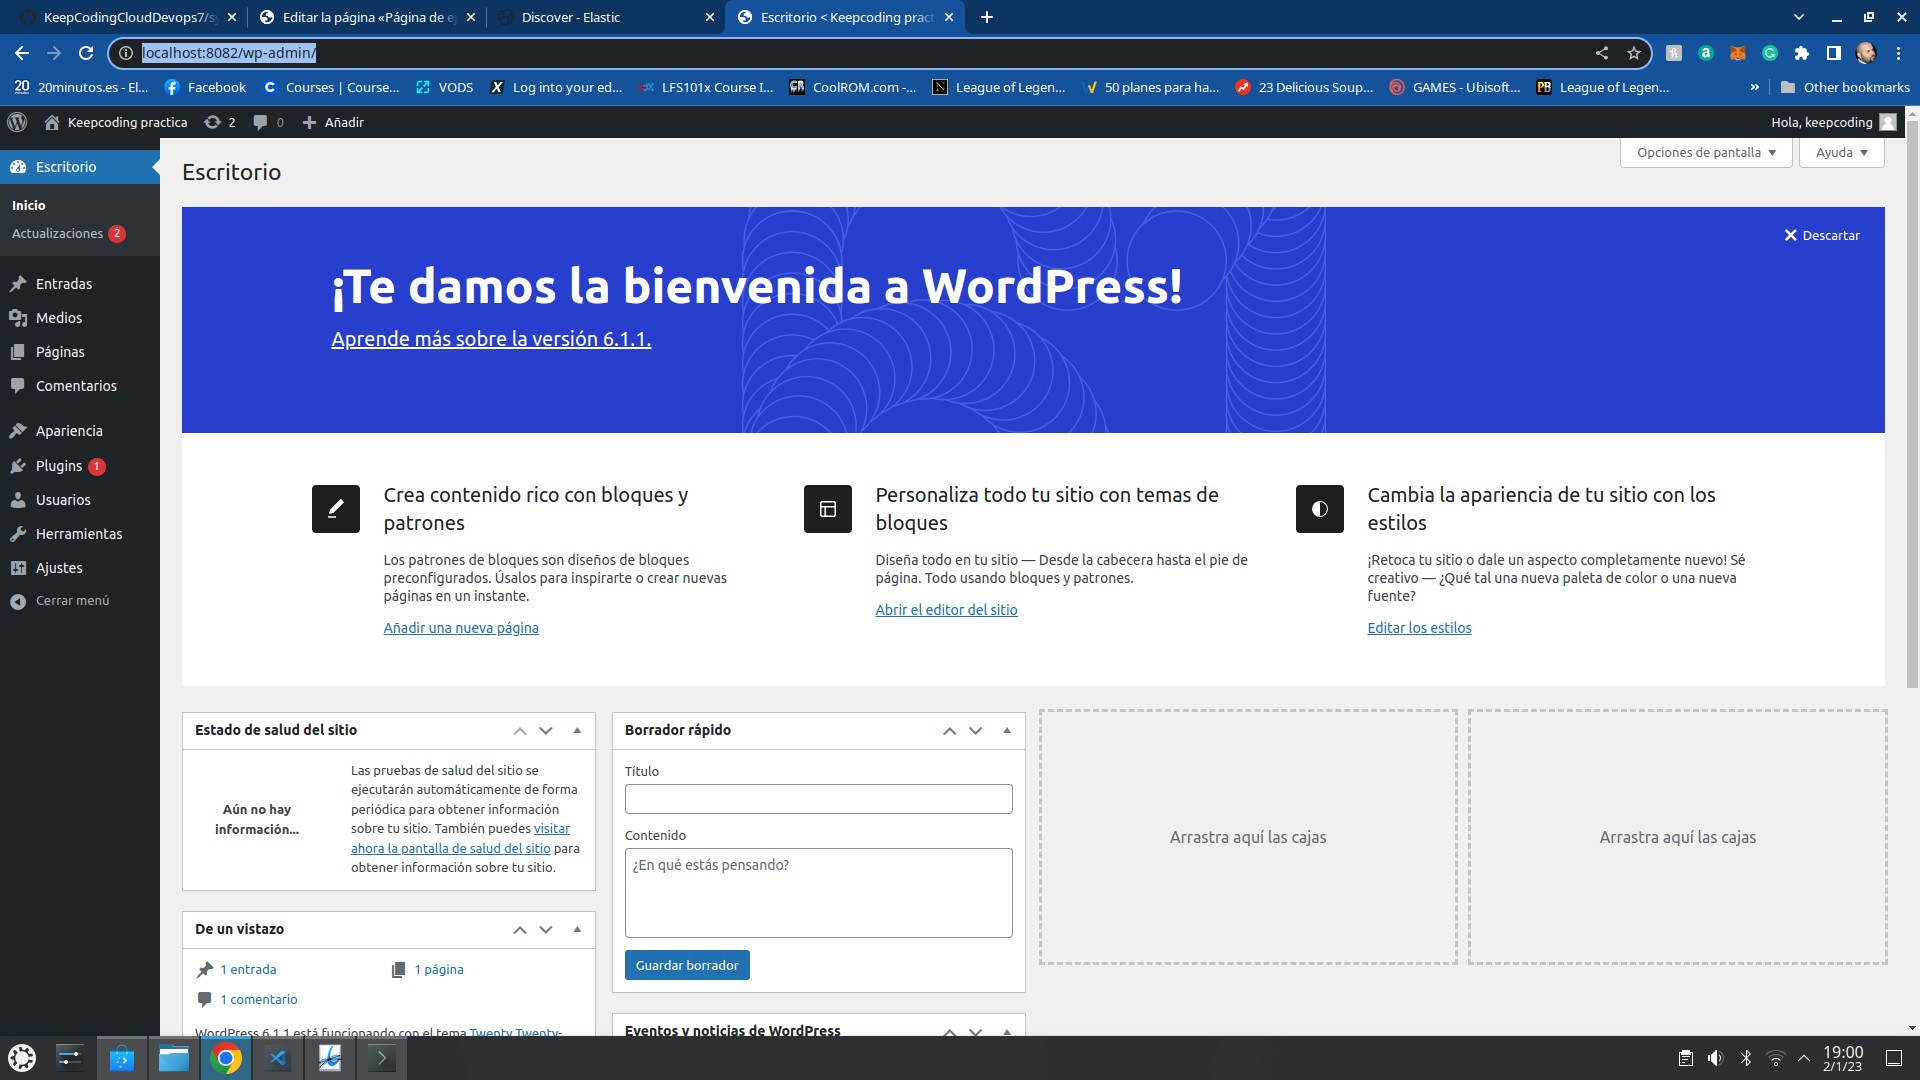 KeepCodingCloudDevops7/sy
Editar la página «Página de ej
Discover - Elastic
Escritorio < Keepcoding pract
localhost:8082/wp-admin/
20minutos.es - El...
Facebook
Courses | Course...
VODS
Log into your ed...
LFS101x Course I...
CoolROM.com -...
League of Legen...
50 planes para ha...
23 Delicious Soup...
GAMES - Ubisoft...
League of Legen...
»
Other bookmarks
Keepcoding practica
2
0
Añadir
Hola, keepcoding
Escritorio
Inicio
Actualizaciones 2
Entradas
Medios
Páginas
Comentarios
Apariencia
Plugins 1
Usuarios
Herramientas
Ajustes
Cerrar menú
Opciones de pantalla
Ayuda
Escritorio
Descartar
¡Te damos la bienvenida a WordPress!
Aprende más sobre la versión 6.1.1.
Crea contenido rico con bloques y
patrones
Los patrones de bloques son diseños de bloques
preconfigurados. Úsalos para inspirarte o crear nuevas
páginas en un instante.
Añadir una nueva página
Personaliza todo tu sitio con temas de
bloques
Diseña todo en tu sitio — Desde la cabecera hasta el pie de
página. Todo usando bloques y patrones.
Abrir el editor del sitio
Cambia la apariencia de tu sitio con los
estilos
¡Retoca tu sitio o dale un aspecto completamente nuevo! Sé
creativo — ¿Qué tal una nueva paleta de color o una nueva
fuente?
Editar los estilos
Estado de salud del sitio
Aún no hay
información...
Las pruebas de salud del sitio se
ejecutarán automáticamente de forma
periódica para obtener información
sobre tu sitio. También puedes visitar
ahora la pantalla de salud del sitio para
obtener información sobre tu sitio.
De un vistazo
1 entrada
1 página
1 comentario
WordPress 6.1.1 está funcionando con el tema Twenty Twenty-
Borrador rápido
Título
Contenido
¿En qué estás pensando?
Guardar borrador
Eventos y noticias de WordPress
Arrastra aquí las cajas
Arrastra aquí las cajas
19:00
2/1/23